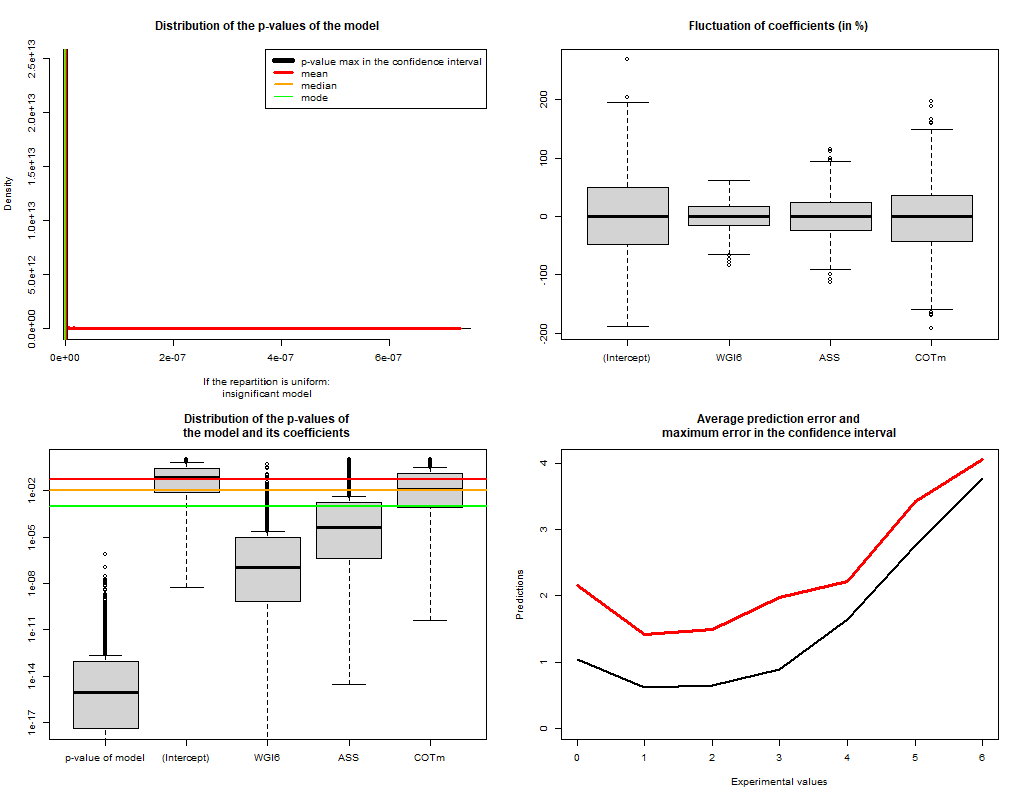 Distribution of the p-values of the model
Density
0.0e+00
5.0e+12
1.0e+13
1.5e+13
2.0e+13
2.5e+13
p-value max in the confidence interval
mean
median
mode
0e+00 2e-07 4e-07 6e-07
If the repartition is uniform:
insignificant model
Fluctuation of coefficients (in %)
200
100
0
-100
-200
(Intercept) WGI6 ASS COTm
Distribution of the p-values of
the model and its coefficients
1e-02
1e-05
1e-08
1e-11
1e-14
1e-17
p-value of model (Intercept) WGI6 ASS COTm
Average prediction error and
maximum error in the confidence interval
Predictions
4
3
2
1
0
0 1 2 3 4 5 6
Experimental values